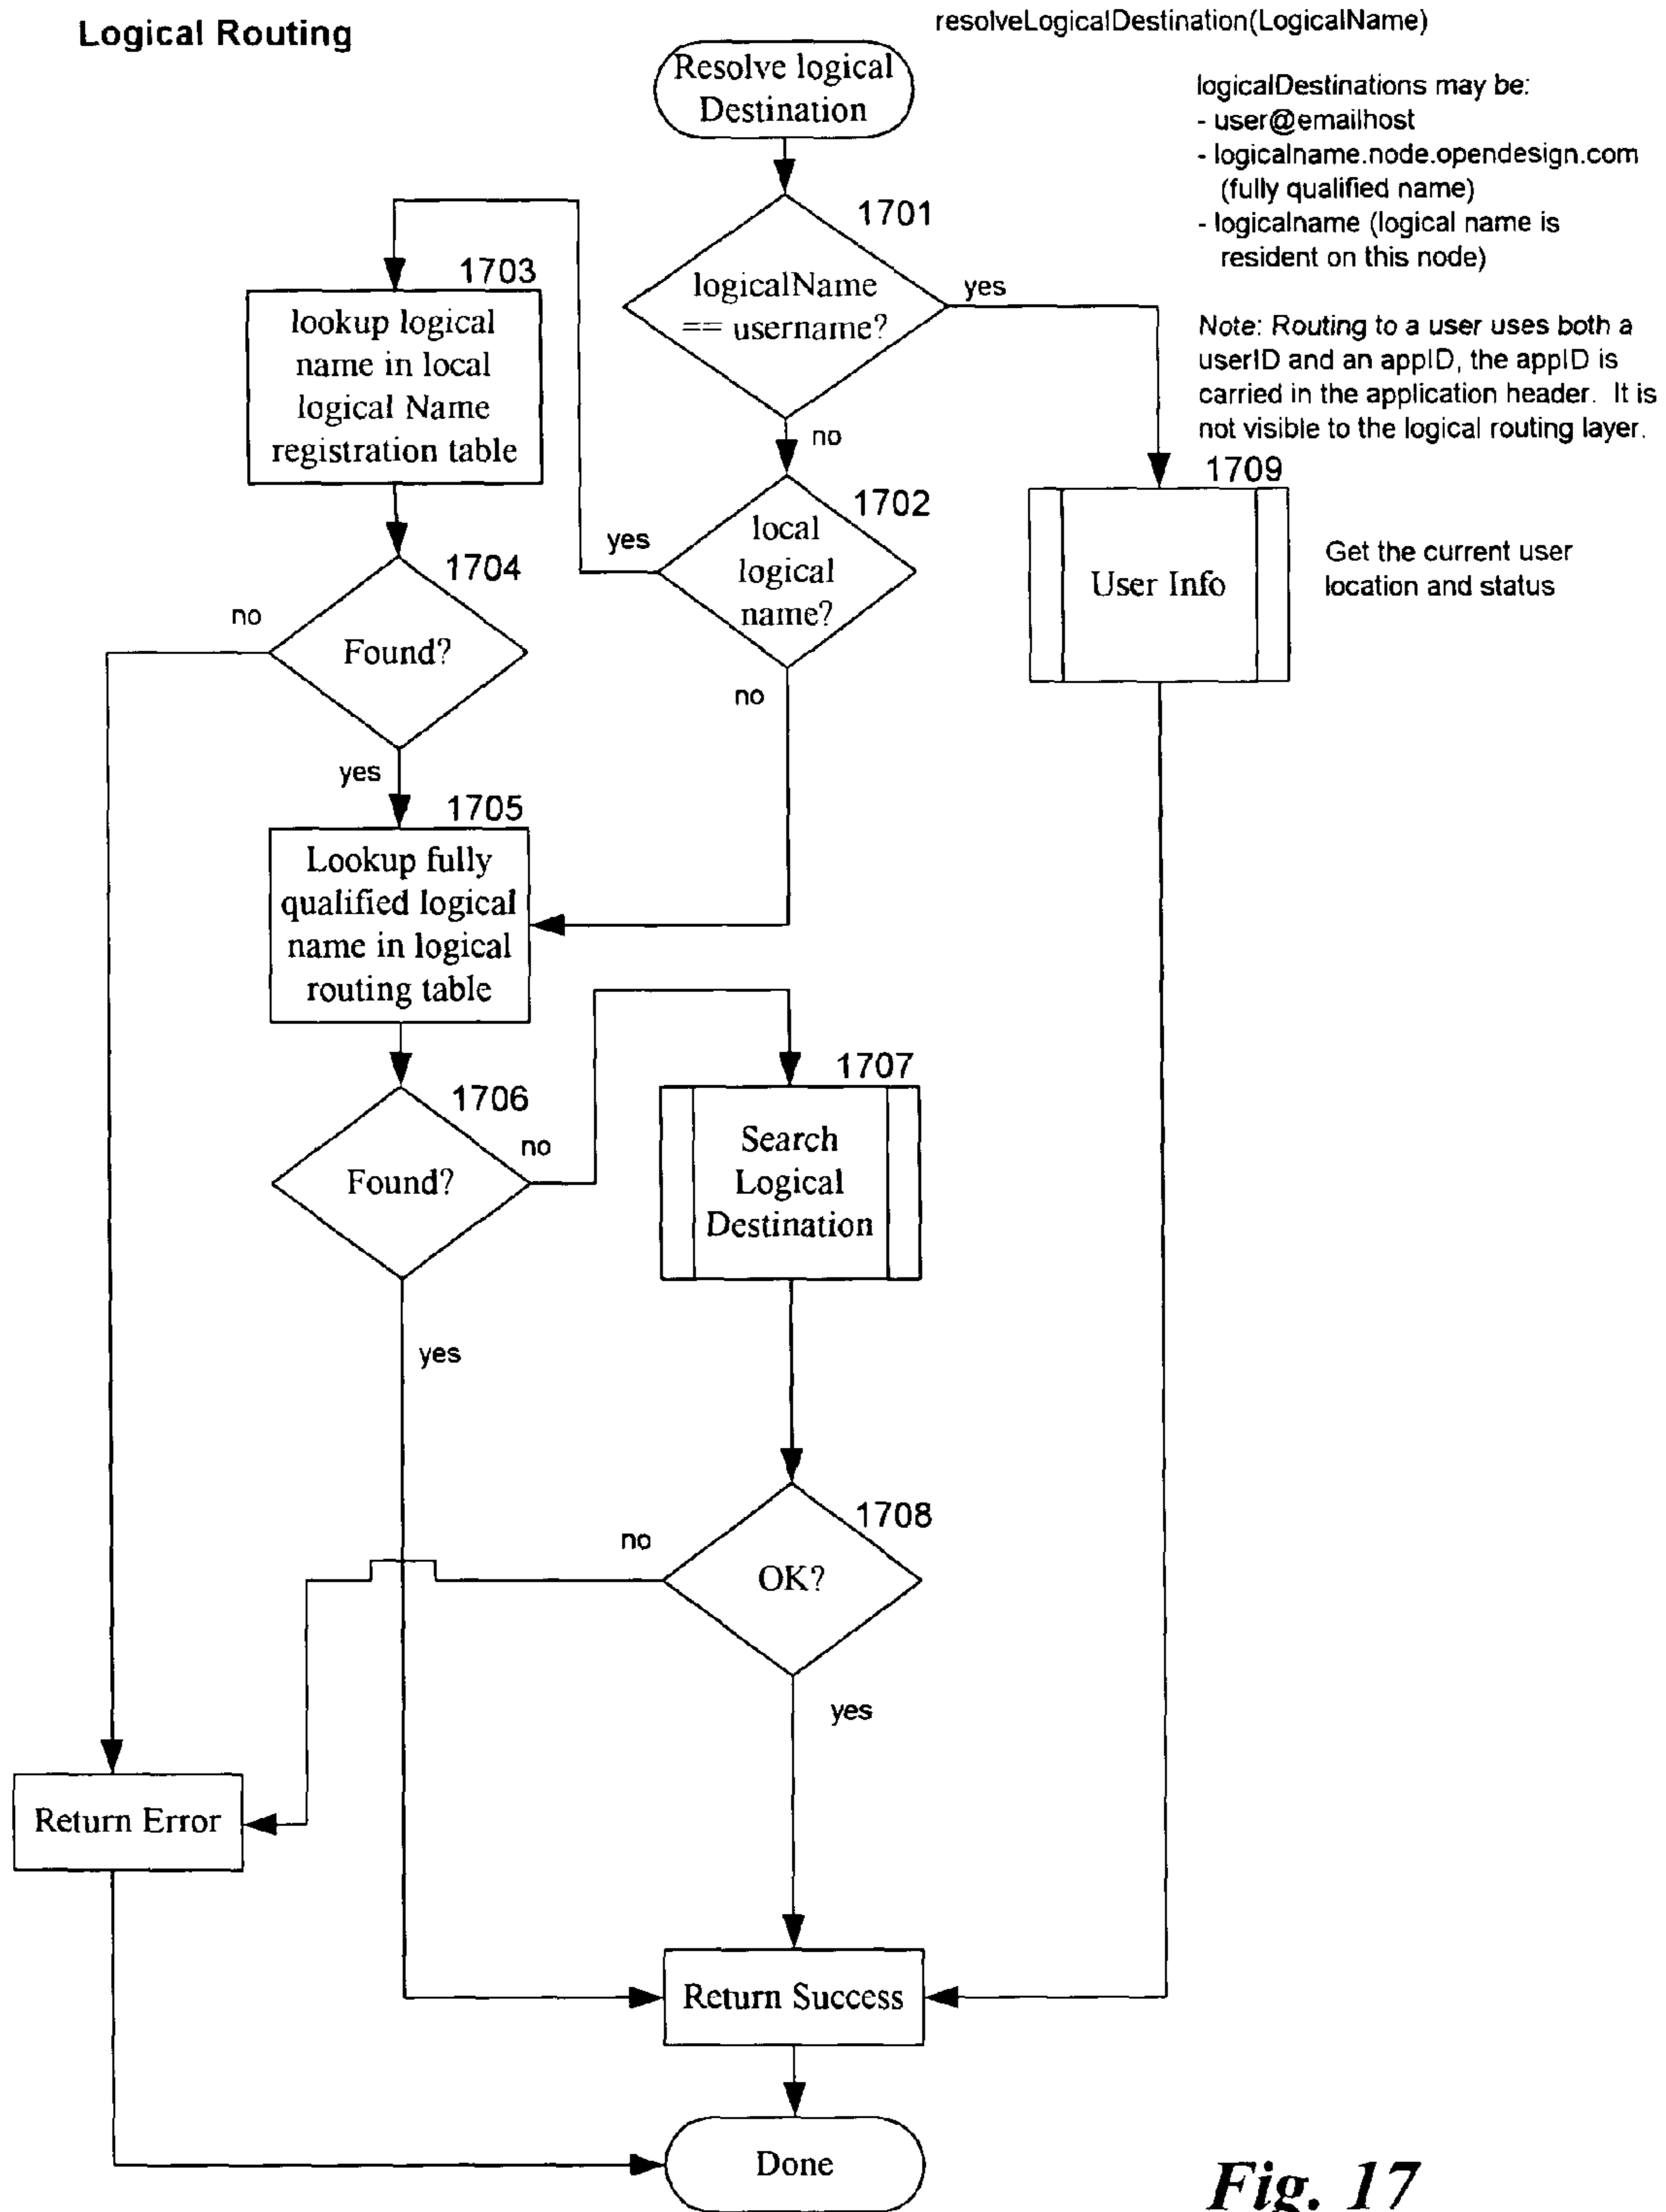 Logical Routing
resolveLogicalDestination(LogicalName)
Resolve logical
Destination
logicalDestinations may be:
- user@emailhost
- logicalname.node.opendesign.com
(fully qualified name)
- logicalname (logical name is
resident on this node)
Note: Routing to a user uses both a
userID and an appID, the appID is
carried in the application header. It is
not visible to the logical routing layer.
1701
logicalName
== username?
yes
no
1703
lookup logical
name in local
logical Name
registration table
1702
local
logical
name?
yes
no
1709
User Info
Get the current user
location and status
1704
Found?
no
yes
1705
Lookup fully
qualified logical
name in logical
routing table
1706
Found?
no
yes
1707
Search
Logical
Destination
1708
OK?
no
yes
Return Error
Return Success
Done
Fig. 17